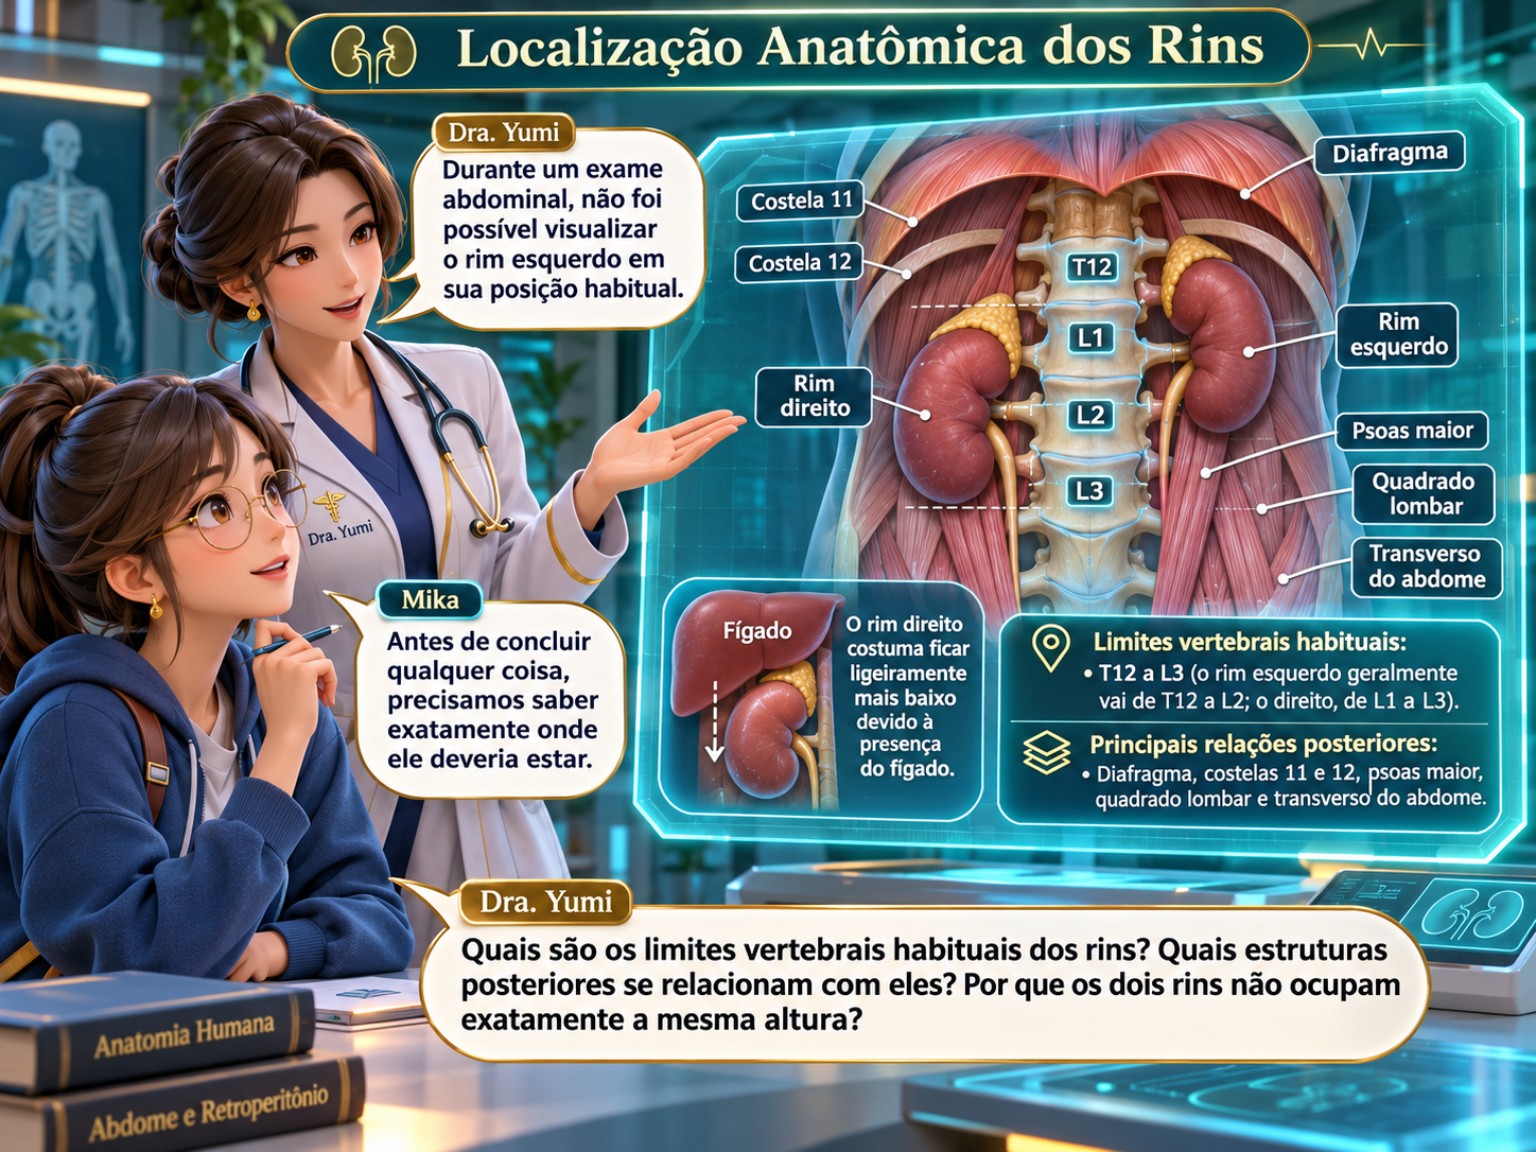 Localização Anatômica dos Rins
Dra. Yumi
Durante um exame
abdominal, não foi
possível visualizar
o rim esquerdo em
sua posição habitual.
Dra. Yumi
Mika
Antes de concluir
qualquer coisa,
precisamos saber
exatamente onde
ele deveria estar.
Costela 11
Costela 12
Rim
direito
T12
L1
L2
L3
Diafragma
Rim
esquerdo
Psoas maior
Quadrado
lombar
Transverso
do abdome
Fígado
O rim direito
costuma ficar
ligeiramente
mais baixo
devido à
presença
do fígado.
Limites vertebrais habituais:
• T12 a L3 (o rim esquerdo geralmente
vai de T12 a L2; o direito, de L1 a L3).
Principais relações posteriores:
• Diafragma, costelas 11 e 12, psoas maior,
quadrado lombar e transverso do abdome.
Dra. Yumi
Quais são os limites vertebrais habituais dos rins? Quais estruturas
posteriores se relacionam com eles? Por que os dois rins não ocupam
exatamente a mesma altura?
Anatomia Humana
Abdome e Retroperitônio